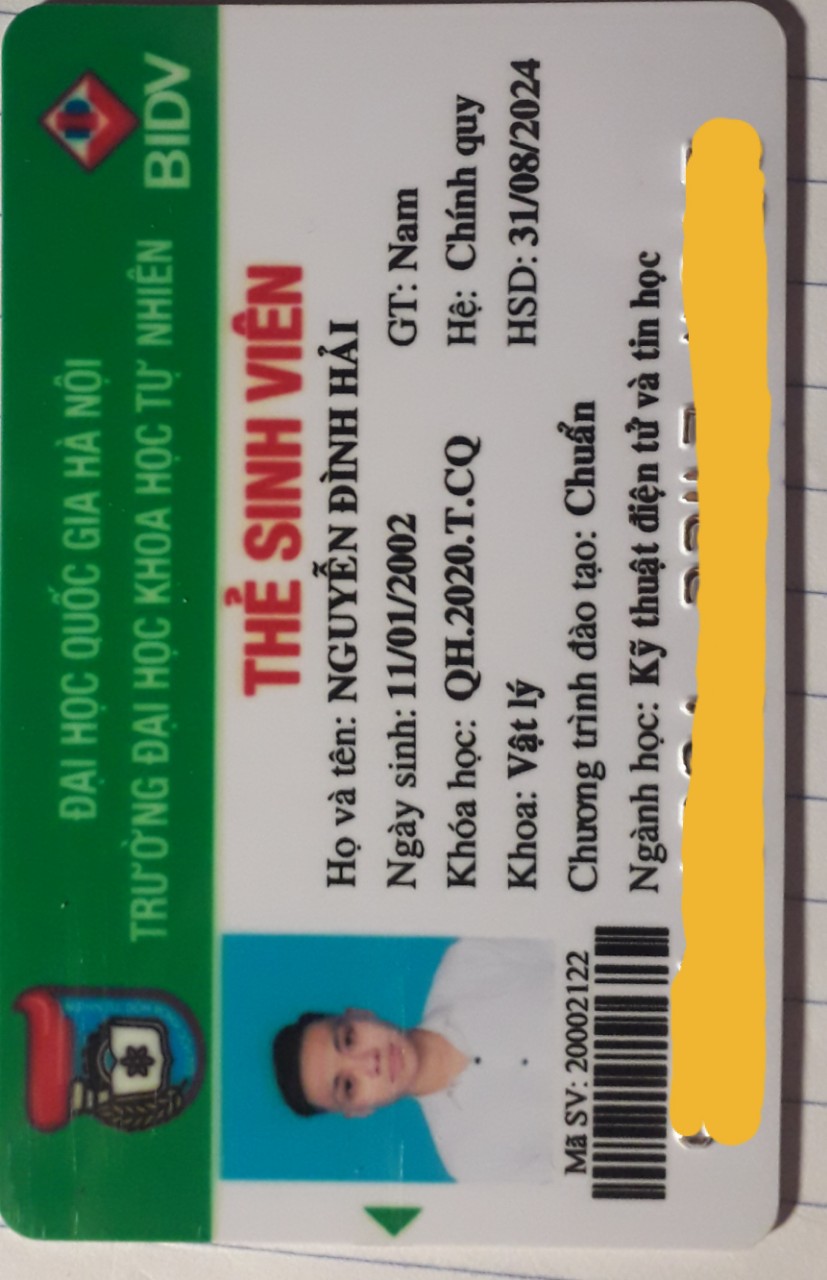 ĐẠI HỌC QUỐC GIA HÀ NỘI
TRƯỜNG ĐẠI HỌC KHOA HỌC TỰ NHIÊN
BIDV
THẺ SINH VIÊN
Họ và tên: NGUYỄN ĐÌNH HẢI
Ngày sinh: 11/01/2002 GT: Nam
Khóa học: QH.2020.T.CQ Hệ: Chính quy
Khoa: Vật lý HSD: 31/08/2024
Chương trình đào tạo: Chuẩn
Ngành học: Kỹ thuật điện tử và tin học
Mã SV: 20002122